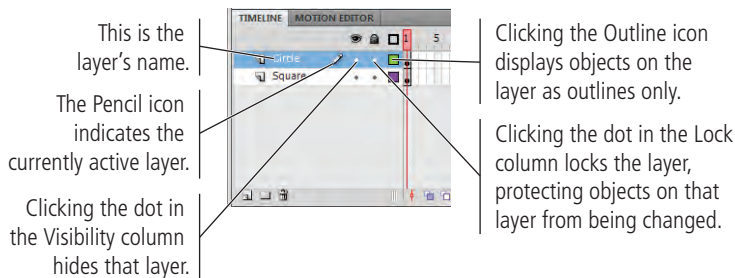 This is the
layer's name.
The Pencil icon
indicates the
currently active layer.
Clicking the dot in
the Visibility column
hides that layer.
TIMELINE MOTION EDITOR
1 5
Circle
Square
Clicking the Outline icon
displays objects on the
layer as outlines only.
Clicking the dot in the Lock
column locks the layer,
protecting objects on that
layer from being changed.